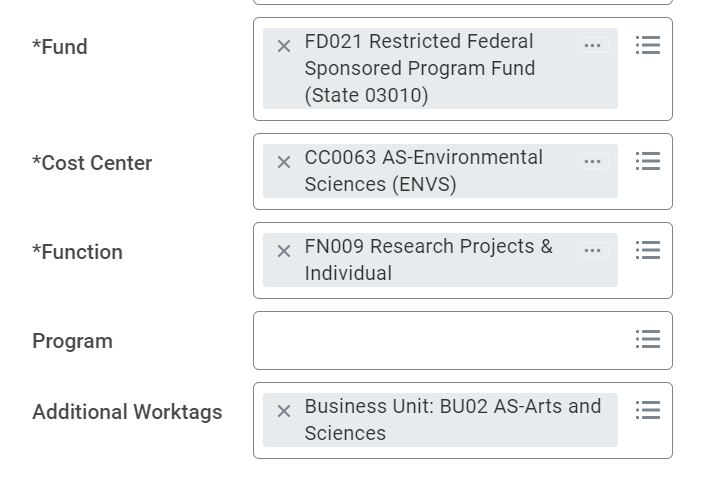 *Fund
FD021 Restricted Federal
Sponsored Program Fund
(State 03010)
*Cost Center
CC0063 AS-Environmental
Sciences (ENVS)
*Function
FN009 Research Projects &
Individual
Program
Additional Worktags
Business Unit: BU02 AS-Arts and
Sciences